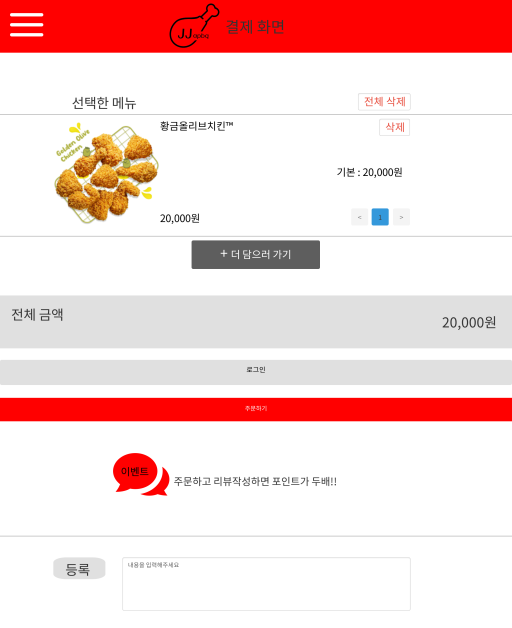 JJ
결제 화면
선택한 메뉴
전체 삭제
Golden Olive
Chicken
황금올리브치킨™
삭제
기본 : 20,000원
20,000원
< 1 >
+ 더 담으러 가기
전체 금액
20,000원
로그인
주문하기
이벤트
주문하고 리뷰작성하면 포인트가 두배!!
등록
내용을 입력해주세요